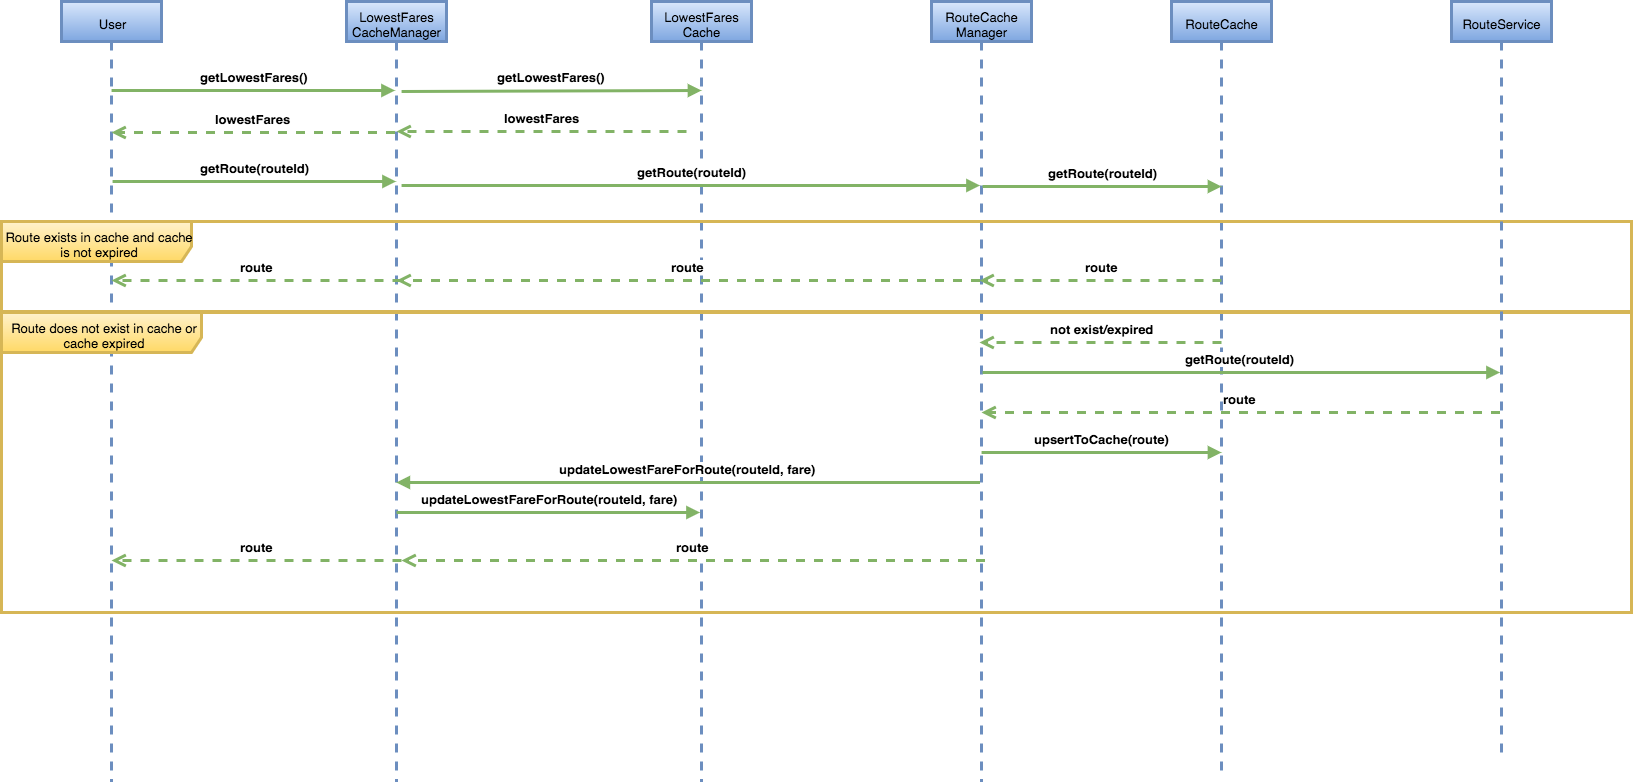 User
LowestFares
CacheManager
LowestFares
Cache
RouteCache
Manager
RouteCache
RouteService
getLowestFares()
getLowestFares()
lowestFares
lowestFares
getRoute(routeId)
getRoute(routeId)
getRoute(routeId)
Route exists in cache and cache
is not expired
route
route
route
Route does not exist in cache or
cache expired
not exist/expired
getRoute(routeId)
route
upsertToCache(route)
updateLowestFareForRoute(routeId, fare)
updateLowestFareForRoute(routeId, fare)
route
route